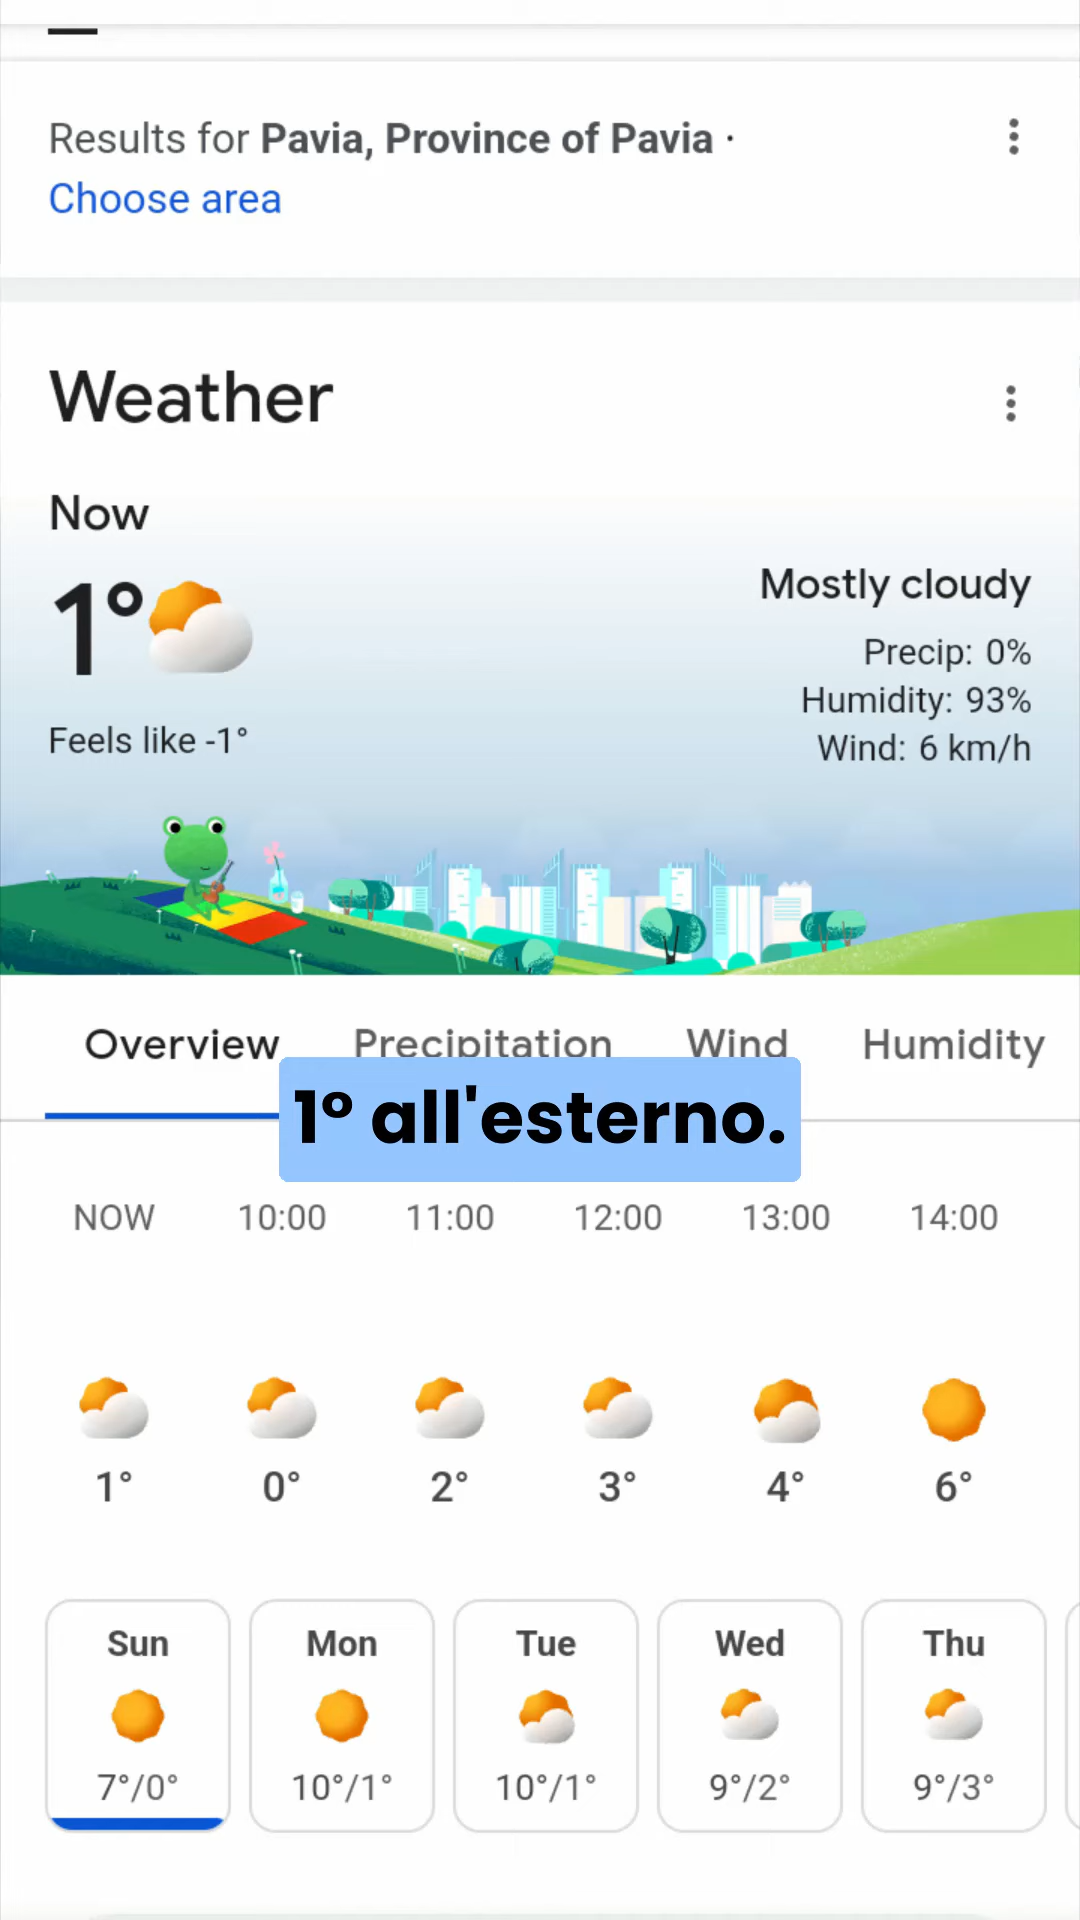 Results for Pavia, Province of Pavia ·
Choose area
Weather
Now
1°
Feels like -1°
Mostly cloudy
Precip: 0%
Humidity: 93%
Wind: 6 km/h
Overview Precipitation Wind Humidity
1° all'esterno.
NOW 10:00 11:00 12:00 13:00 14:00
1° 0° 2° 3° 4° 6°
Sun Mon Tue Wed Thu
7°/0° 10°/1° 10°/1° 9°/2° 9°/3°